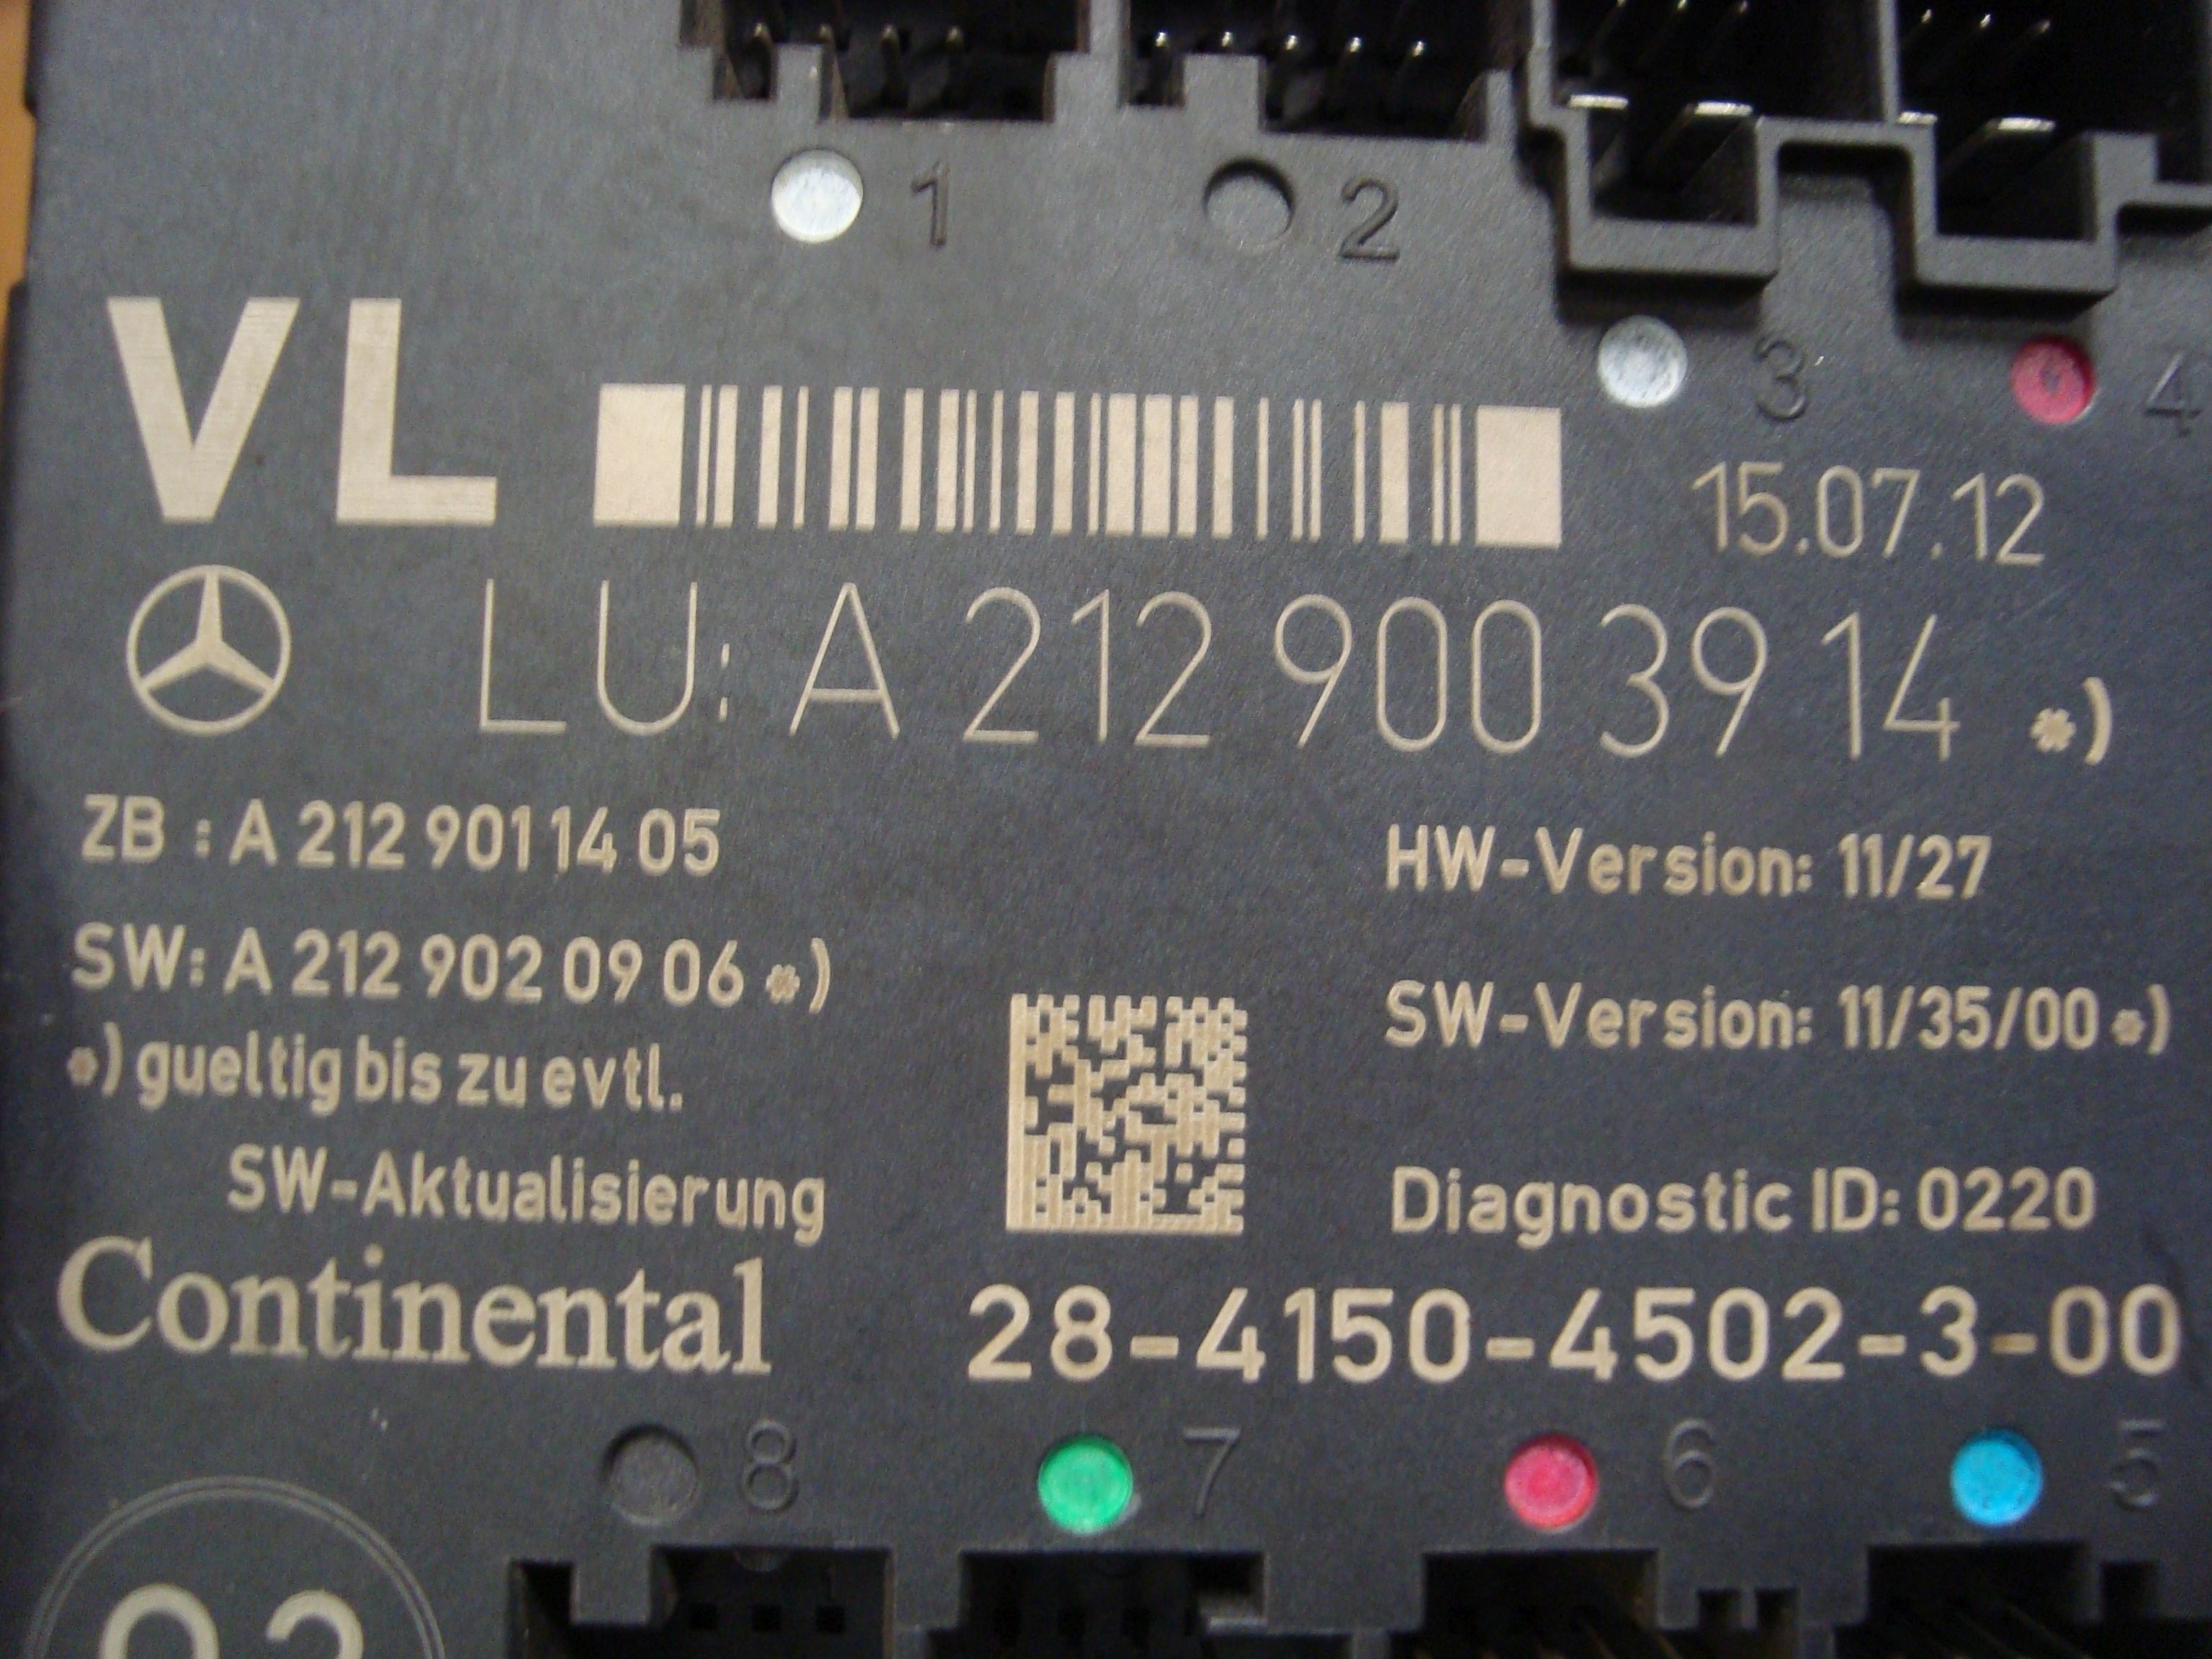 1 2
3 4
VL
15.07.12
LU: A 212 900 39 14 *)
ZB : A 212 901 14 05
HW-Version: 11/27
SW: A 212 902 09 06 *)
SW-Version: 11/35/00 *)
*) gueltig bis zu evtl.
SW-Aktualisierung
Diagnostic ID: 0220
Continental
28-4150-4502-3-00
8 7 6 5